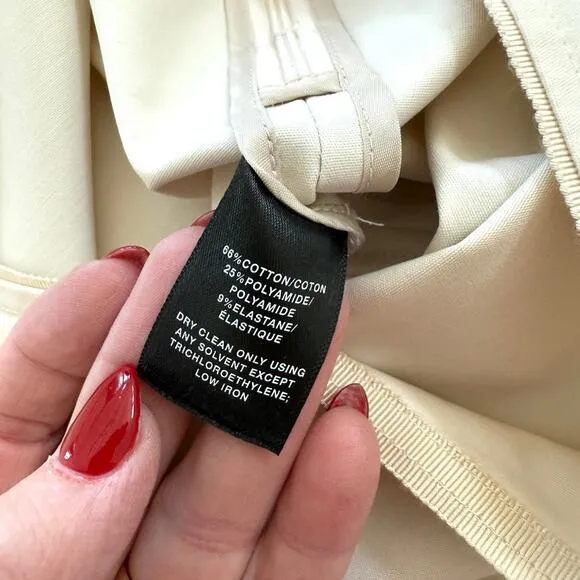 66%COTTON/COTON
25%POLYAMIDE/
POLYAMIDE
9%ELASTANE/
ÉLASTIQUE
DRY CLEAN ONLY USING
ANY SOLVENT EXCEPT
TRICHLOROETHYLENE;
LOW IRON